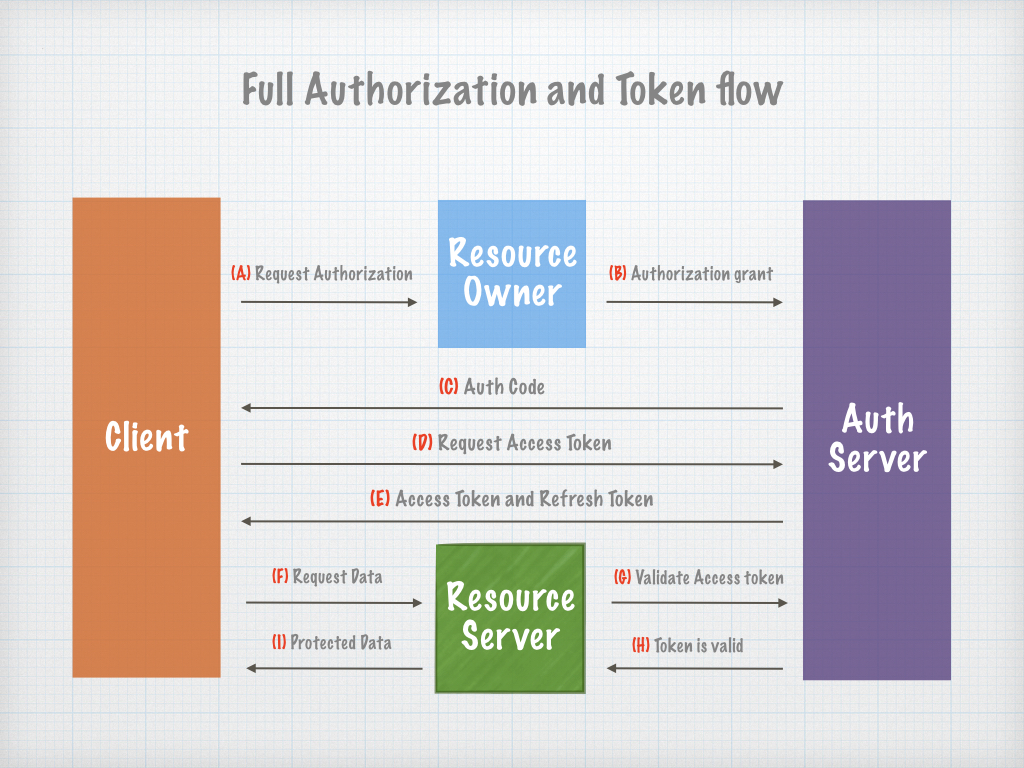 Full Authorization and Token flow
(A) Request Authorization
Resource
Owner
(B) Authorization grant
(C) Auth Code
Client
(D) Request Access Token
Auth
Server
(E) Access Token and Refresh Token
(F) Request Data
Resource
Server
(G) Validate Access token
(I) Protected Data
(H) Token is valid